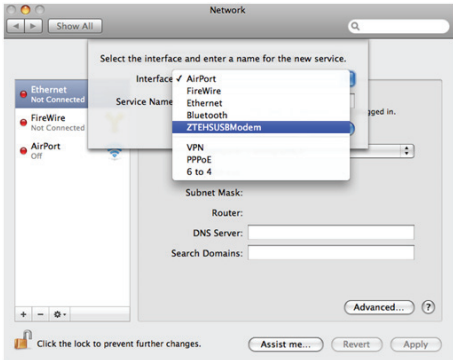 Network
Show All
Select the interface and enter a name for the new service.
Interface ✓ AirPort
FireWire
Ethernet
Bluetooth
ZTEHSUSBModem
VPN
PPPoE
6 to 4
Service Name
gged in.
Ethernet
Not Connected
FireWire
Not Connected
AirPort
Off
Subnet Mask:
Router:
DNS Server:
Search Domains:
Advanced... ?
+ −
Click the lock to prevent further changes.
Assist me... Revert Apply